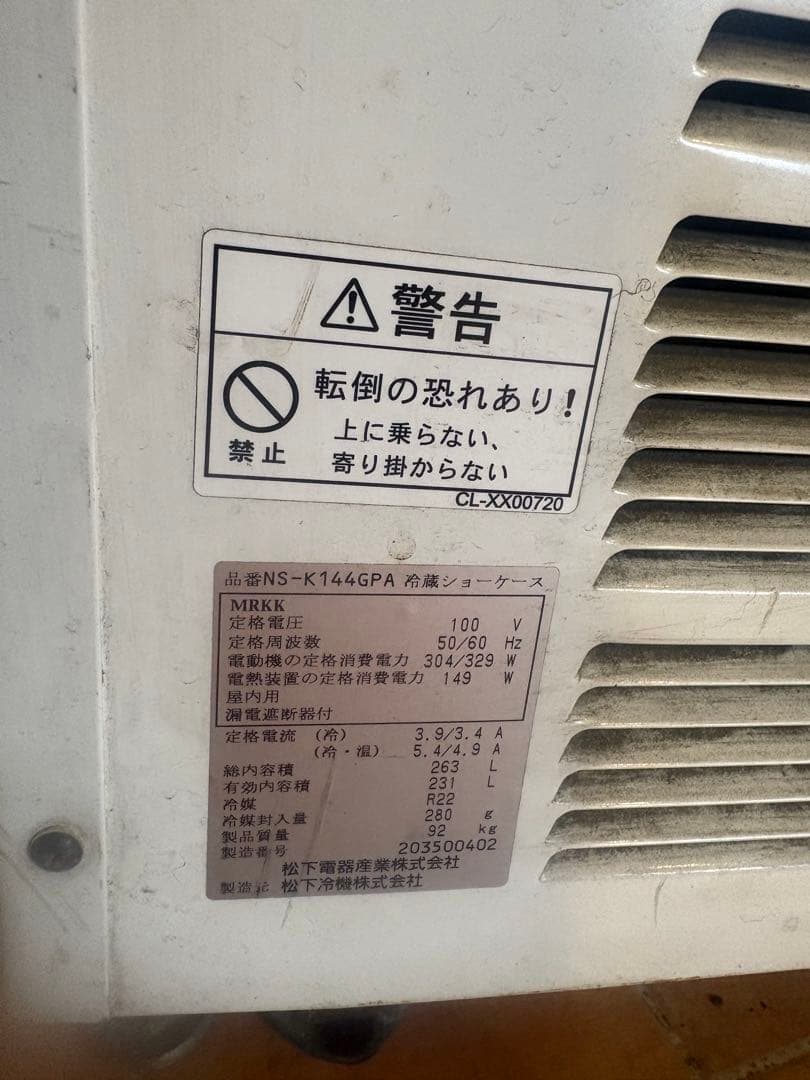 警告
禁止
転倒の恐れあり!
上に乗らない、
寄り掛からない
CL-XX00720
品番NS-K144GPA 冷蔵ショーケース
MRKK
定格電圧 100 V
定格周波数 50/60 Hz
電動機の定格消費電力 304/329 W
電熱装置の定格消費電力 149 W
屋内用
漏電遮断器付
定格電流 (冷) 3.9/3.4 A
(冷・温) 5.4/4.9 A
総内容積 263 L
有効内容積 231 L
冷媒 R22
冷媒封入量 280 g
製品質量 92 kg
製造番号 203500402
松下電器産業株式会社
製造元 松下冷機株式会社